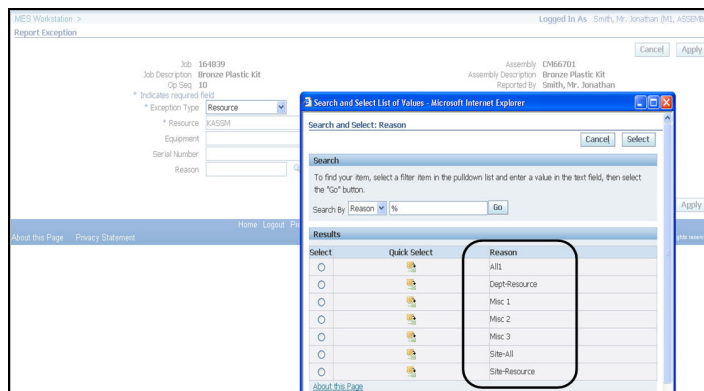 MES Workstation >
Logged In As Smith, Mr. Jonathan (M1, ASSEMB
Report Exception
Cancel Apply
Job 164839
Job Description Bronze Plastic Kit
Op Seq 10
Assembly CM66701
Assembly Description Bronze Plastic Kit
Reported By Smith, Mr. Jonathan
* Indicates required field
* Exception Type Resource
* Resource KASSM
Equipment
Serial Number
Reason
Search and Select List of Values - Microsoft Internet Explorer
Search and Select: Reason
Cancel Select
Search
To find your item, select a filter item in the pulldown list and enter a value in the text field, then select
the "Go" button.
Search By Reason % Go
Results
Select Quick Select Reason
All1
Dept-Resource
Misc 1
Misc 2
Misc 3
Site-All
Site-Resource
About this Page
Apply
Home Logout
About this Page Privacy Statement